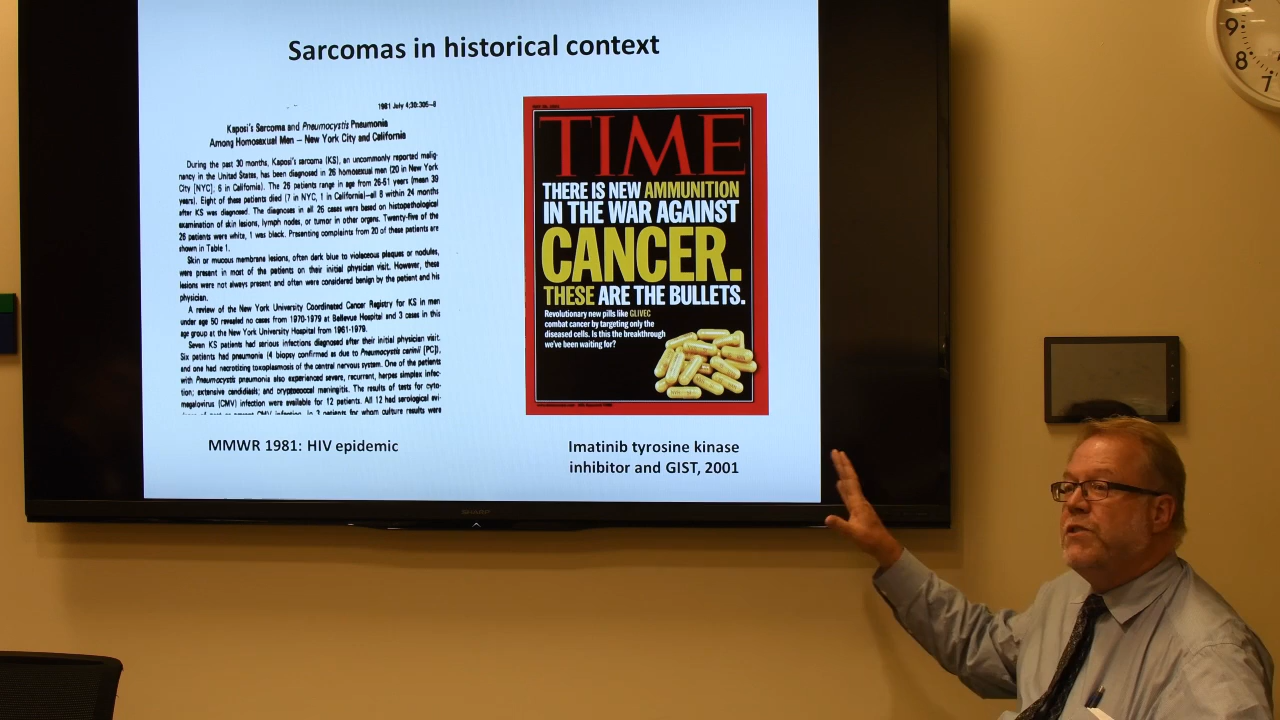 Sarcomas in historical context
1981 July 4;30:305-8
Kaposi's Sarcoma and Pneumocystis Pneumonia
Among Homosexual Men – New York City and California
During the past 30 months, Kaposi's sarcoma (KS), an uncommonly reported malig-
nancy in the United States, has been diagnosed in 26 homosexual men (20 in New York
City [NYC], 6 in California). The 26 patients range in age from 26-51 years (mean 39
years). Eight of these patients died (7 in NYC, 1 in California)—all 8 within 24 months
after KS was diagnosed. The diagnoses in all 26 cases were based on histopathological
examination of skin lesions, lymph nodes, or tumor in other organs. Twenty-five of the
26 patients were white, 1 was black. Presenting complaints from 20 of these patients are
shown in Table 1.
Skin or mucous membrane lesions, often dark blue to violaceous plaques or nodules,
were present in most of the patients on their initial physician visit. However, these
lesions were not always present and often were considered benign by the patient and his
physician.
A review of the New York University Coordinated Cancer Registry for KS in men
under age 50 revealed no cases from 1970-1979 at Bellevue Hospital and 3 cases in this
age group at the New York University Hospital from 1961-1979.
Seven KS patients had serious infections diagnosed after their initial physician visit.
Six patients had pneumonia (4 biopsy confirmed as due to Pneumocystis carinii [PC]),
and one had necrotizing toxoplasmosis of the central nervous system. One of the patients
with Pneumocystis pneumonia also experienced severe, recurrent, herpes simplex infec-
tion; extensive candidiasis; and cryptococcal meningitis. The results of tests for cyto-
megalovirus (CMV) infection were available for 12 patients. All 12 had serological evi-
CMV infection. In 3 patients for whom culture results were
MMWR 1981: HIV epidemic
TIME
THERE IS NEW AMMUNITION
IN THE WAR AGAINST
CANCER.
THESE ARE THE BULLETS.
Revolutionary new pills like GLIVEC
combat cancer by targeting only the
diseased cells. Is this the breakthrough
we've been waiting for?
Imatinib tyrosine kinase
inhibitor and GIST, 2001
SHARP
9
8
7